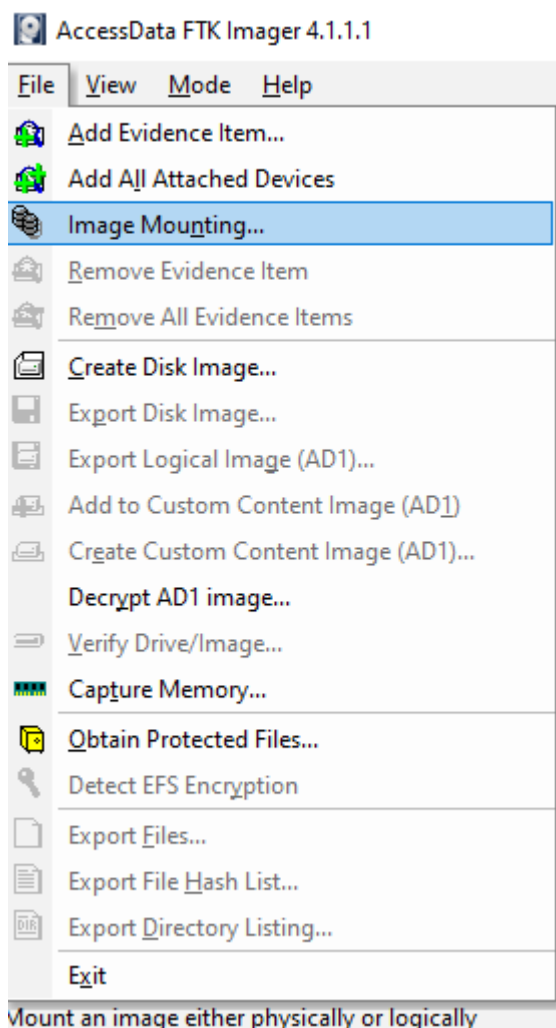 AccessData FTK Imager 4.1.1.1
File View Mode Help
Add Evidence Item...
Add All Attached Devices
Image Mounting...
Remove Evidence Item
Remove All Evidence Items
Create Disk Image...
Export Disk Image...
Export Logical Image (AD1)...
Add to Custom Content Image (AD1)
Create Custom Content Image (AD1)...
Decrypt AD1 image...
Verify Drive/Image...
Capture Memory...
Obtain Protected Files...
Detect EFS Encryption
Export Files...
Export File Hash List...
DIR Export Directory Listing...
Exit
Mount an image either physically or logically